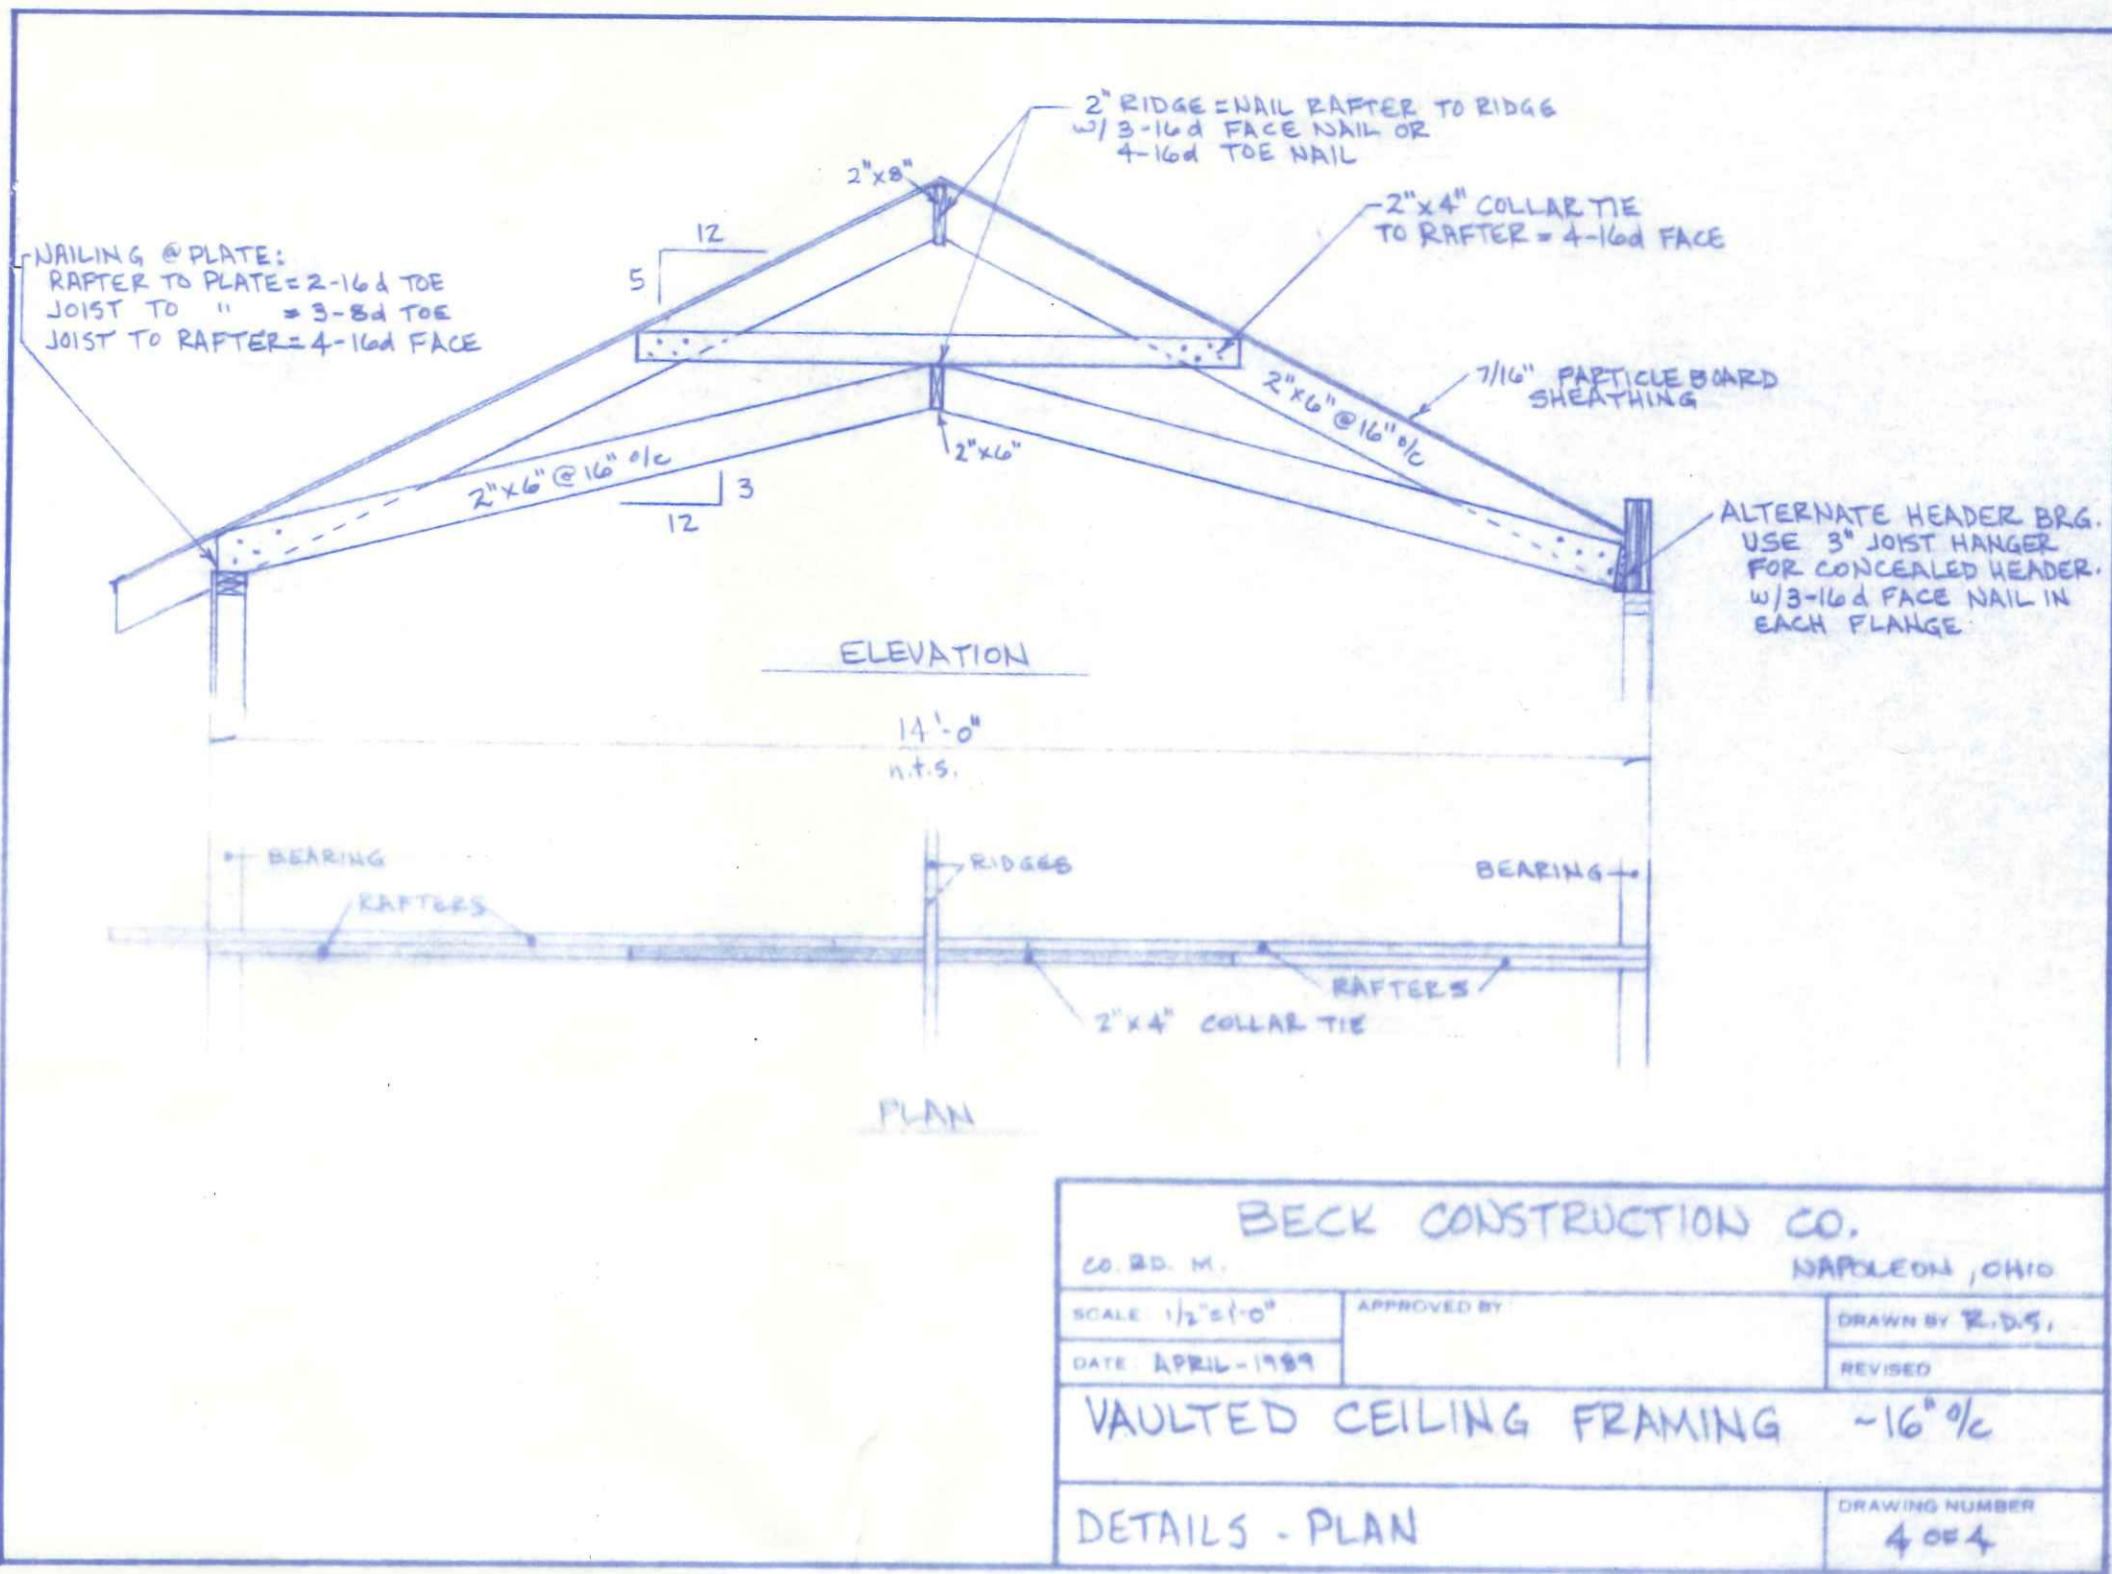 2" RIDGE = NAIL RAFTER TO RIDGE
w/ 3-16d FACE NAIL OR
4-16d TOE NAIL
2"x8"
2"x4" COLLAR TIE
TO RAFTER = 4-16d FACE
12
5
NAILING @ PLATE:
RAFTER TO PLATE = 2-16d TOE
JOIST TO " = 3-8d TOE
JOIST TO RAFTER = 4-16d FACE
7/16" PARTICLE BOARD
SHEATHING
2"x6" @ 16" o/c
2"x6" @ 16" o/c
2"x6"
3
12
ALTERNATE HEADER BRG.
USE 3" JOIST HANGER
FOR CONCEALED HEADER.
w/3-16d FACE NAIL IN
EACH FLANGE
ELEVATION
14'-0"
n.t.s.
BEARING
RIDGES
BEARING
RAFTERS
RAFTERS
2"x4" COLLAR TIE
PLAN
BECK CONSTRUCTION CO.
CO. RD. M.
NAPOLEON, OHIO
SCALE 1/2"=1'-0"
APPROVED BY
DRAWN BY R.D.S.
DATE APRIL-1989
REVISED
VAULTED CEILING FRAMING ~16" o/c
DETAILS - PLAN
DRAWING NUMBER
4 OF 4